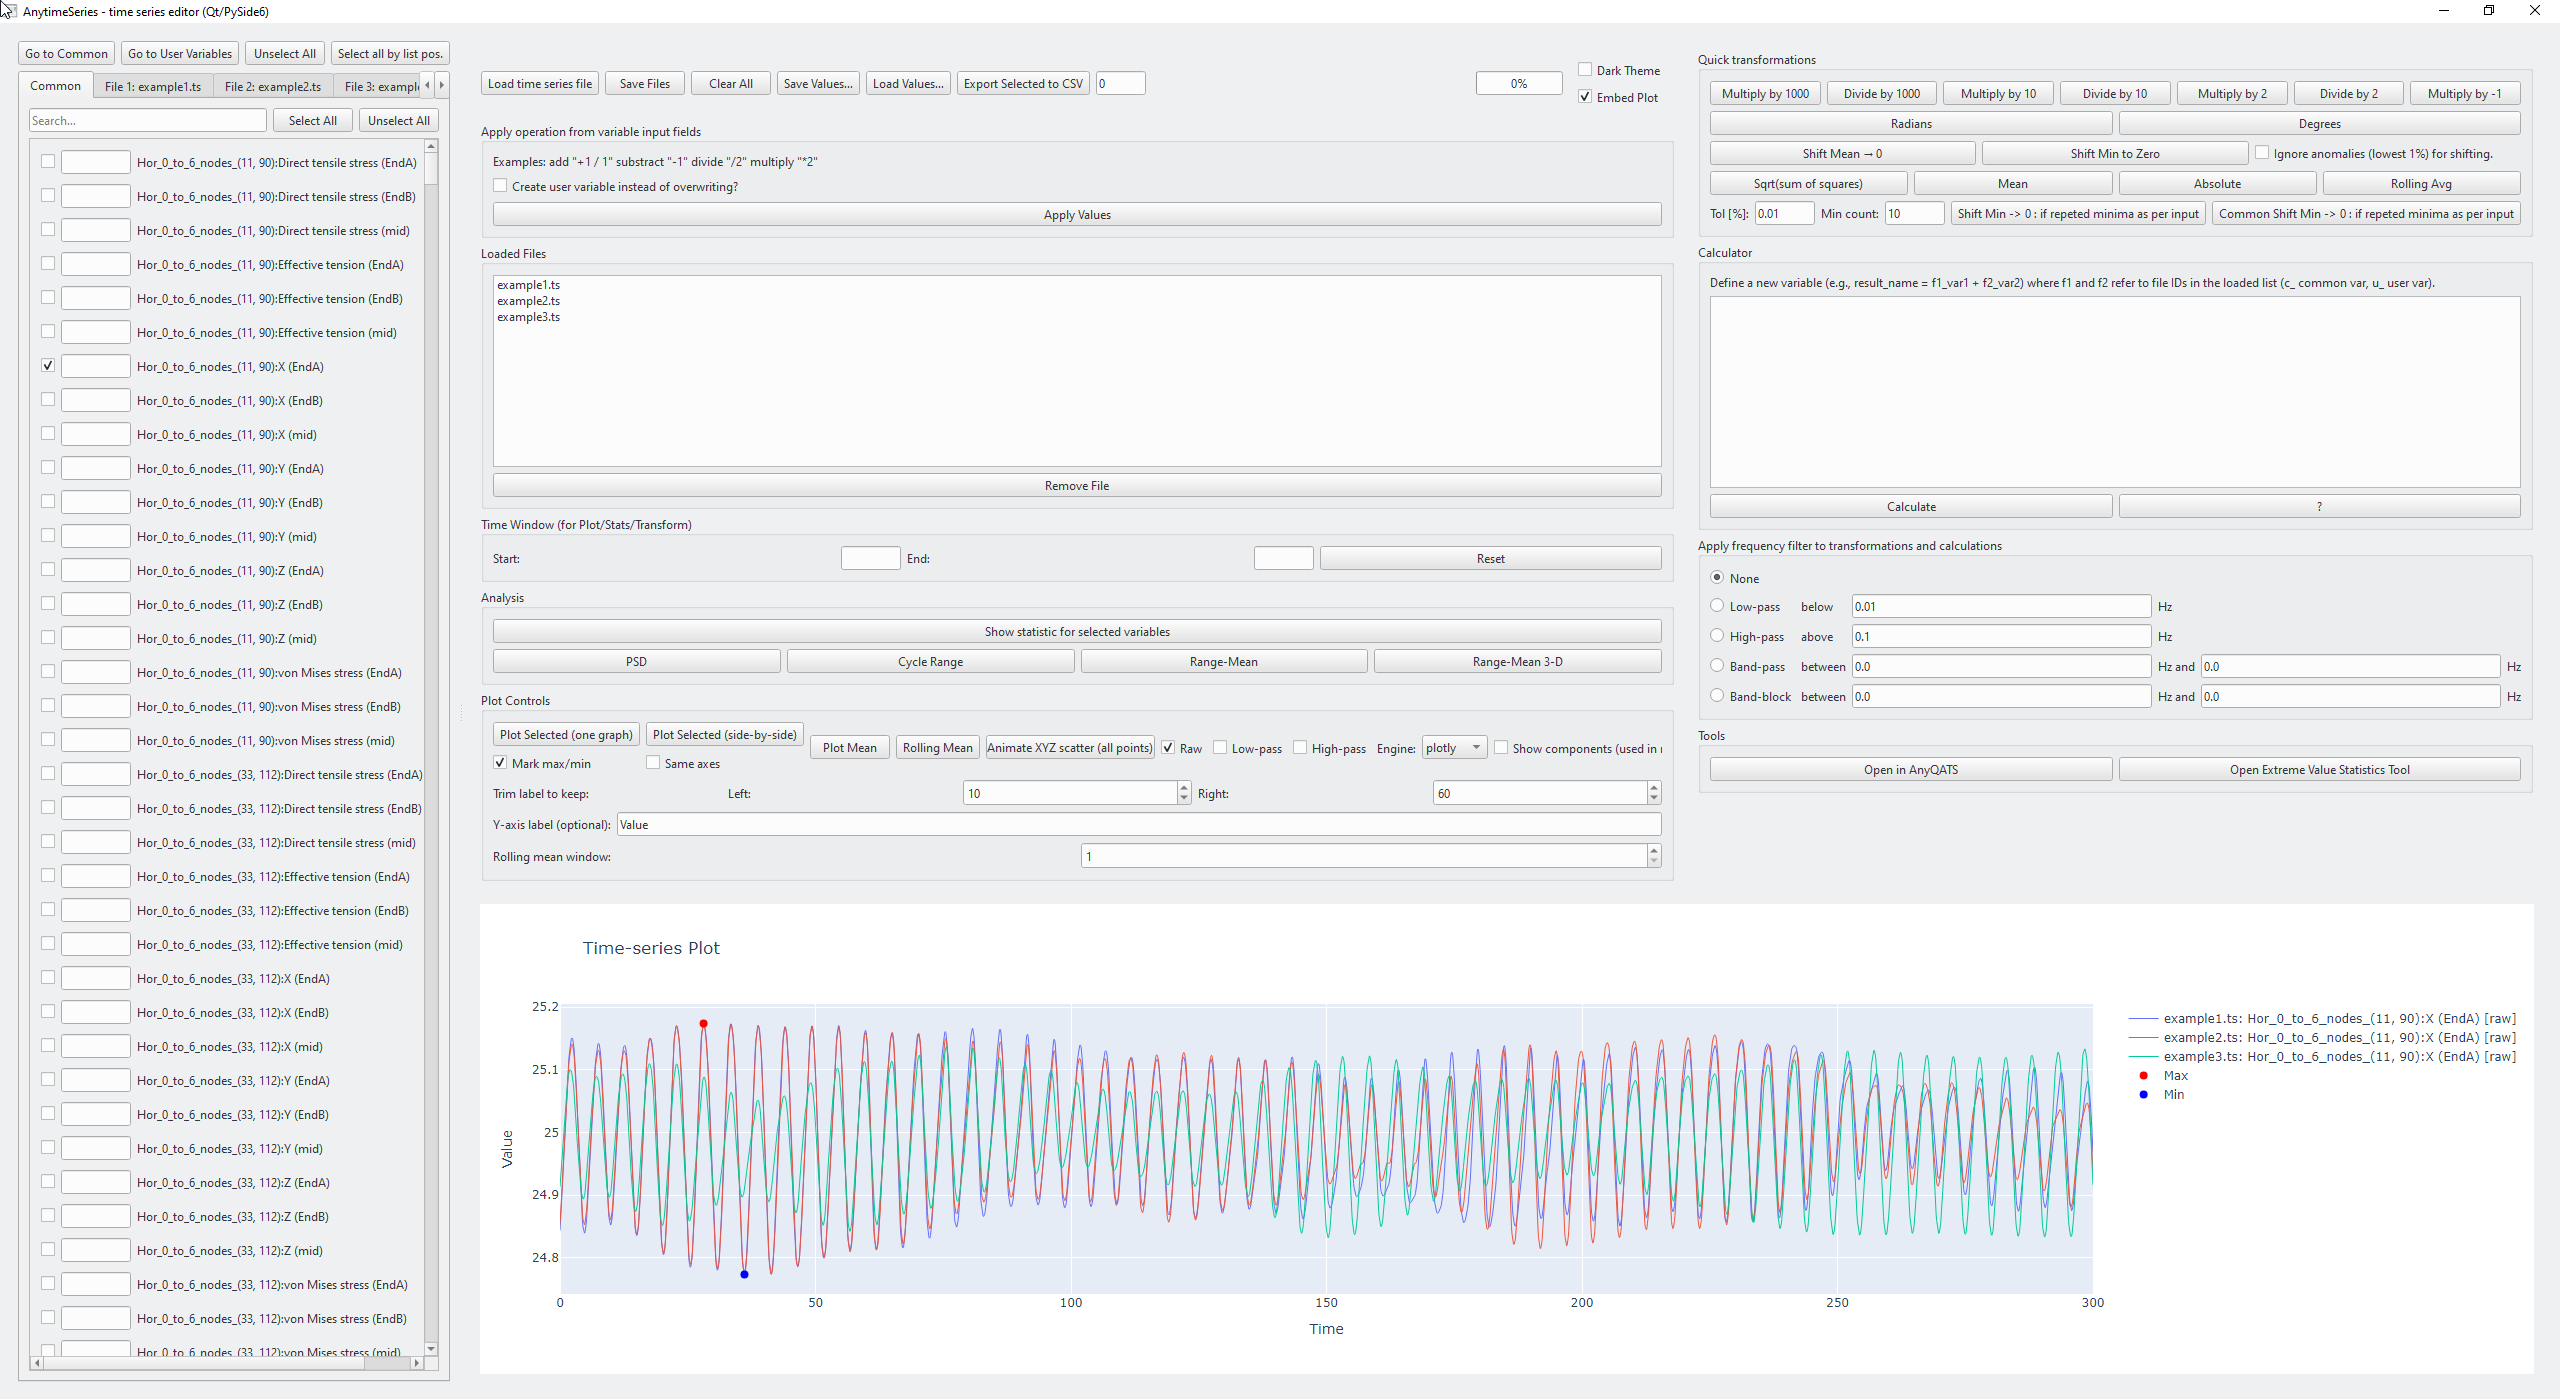 AnytimeSeries - time series editor (Qt/PySide6)
Go to Common Go to User Variables Unselect All Select all by list pos.
Common File 1: example1.ts File 2: example2.ts File 3: example
Search... Select All Unselect All
Hor_0_to_6_nodes_(11, 90):Direct tensile stress (EndA)
Hor_0_to_6_nodes_(11, 90):Direct tensile stress (EndB)
Hor_0_to_6_nodes_(11, 90):Direct tensile stress (mid)
Hor_0_to_6_nodes_(11, 90):Effective tension (EndA)
Hor_0_to_6_nodes_(11, 90):Effective tension (EndB)
Hor_0_to_6_nodes_(11, 90):Effective tension (mid)
Hor_0_to_6_nodes_(11, 90):X (EndA)
Hor_0_to_6_nodes_(11, 90):X (EndB)
Hor_0_to_6_nodes_(11, 90):X (mid)
Hor_0_to_6_nodes_(11, 90):Y (EndA)
Hor_0_to_6_nodes_(11, 90):Y (EndB)
Hor_0_to_6_nodes_(11, 90):Y (mid)
Hor_0_to_6_nodes_(11, 90):Z (EndA)
Hor_0_to_6_nodes_(11, 90):Z (EndB)
Hor_0_to_6_nodes_(11, 90):Z (mid)
Hor_0_to_6_nodes_(11, 90):von Mises stress (EndA)
Hor_0_to_6_nodes_(11, 90):von Mises stress (EndB)
Hor_0_to_6_nodes_(11, 90):von Mises stress (mid)
Hor_0_to_6_nodes_(33, 112):Direct tensile stress (EndA)
Hor_0_to_6_nodes_(33, 112):Direct tensile stress (EndB)
Hor_0_to_6_nodes_(33, 112):Direct tensile stress (mid)
Hor_0_to_6_nodes_(33, 112):Effective tension (EndA)
Hor_0_to_6_nodes_(33, 112):Effective tension (EndB)
Hor_0_to_6_nodes_(33, 112):Effective tension (mid)
Hor_0_to_6_nodes_(33, 112):X (EndA)
Hor_0_to_6_nodes_(33, 112):X (EndB)
Hor_0_to_6_nodes_(33, 112):X (mid)
Hor_0_to_6_nodes_(33, 112):Y (EndA)
Hor_0_to_6_nodes_(33, 112):Y (EndB)
Hor_0_to_6_nodes_(33, 112):Y (mid)
Hor_0_to_6_nodes_(33, 112):Z (EndA)
Hor_0_to_6_nodes_(33, 112):Z (EndB)
Hor_0_to_6_nodes_(33, 112):Z (mid)
Hor_0_to_6_nodes_(33, 112):von Mises stress (EndA)
Hor_0_to_6_nodes_(33, 112):von Mises stress (EndB)
Hor_0_to_6_nodes_(33, 112):von Mises stress (mid)
Load time series file Save Files Clear All Save Values... Load Values... Export Selected to CSV 0 0% Dark Theme
Embed Plot
Apply operation from variable input fields
Examples: add "+1 / 1" substract "-1" divide "/2" multiply "*2"
Create user variable instead of overwriting?
Apply Values
Loaded Files
example1.ts
example2.ts
example3.ts
Remove File
Time Window (for Plot/Stats/Transform)
Start: End: Reset
Analysis
Show statistic for selected variables
PSD Cycle Range Range-Mean Range-Mean 3-D
Plot Controls
Plot Selected (one graph) Plot Selected (side-by-side) Plot Mean Rolling Mean Animate XYZ scatter (all points) Raw Low-pass High-pass Engine: plotly Show components (used in
Mark max/min Same axes
Trim label to keep: Left: 10 Right: 60
Y-axis label (optional): Value
Rolling mean window: 1
Quick transformations
Multiply by 1000 Divide by 1000 Multiply by 10 Divide by 10 Multiply by 2 Divide by 2 Multiply by -1
Radians Degrees
Shift Mean → 0 Shift Min to Zero Ignore anomalies (lowest 1%) for shifting.
Sqrt(sum of squares) Mean Absolute Rolling Avg
Tol [%]: 0.01 Min count: 10 Shift Min -> 0 : if repeted minima as per input Common Shift Min -> 0 : if repeted minima as per input
Calculator
Define a new variable (e.g., result_name = f1_var1 + f2_var2) where f1 and f2 refer to file IDs in the loaded list (c_ common var, u_ user var).
Calculate ?
Apply frequency filter to transformations and calculations
None
Low-pass below 0.01 Hz
High-pass above 0.1 Hz
Band-pass between 0.0 Hz and 0.0 Hz
Band-block between 0.0 Hz and 0.0 Hz
Tools
Open in AnyQATS Open Extreme Value Statistics Tool
Time-series Plot
25.2
25.1
25
24.9
24.8
Value
0 50 100 150 200 250 300
Time
example1.ts: Hor_0_to_6_nodes_(11, 90):X (EndA) [raw]
example2.ts: Hor_0_to_6_nodes_(11, 90):X (EndA) [raw]
example3.ts: Hor_0_to_6_nodes_(11, 90):X (EndA) [raw]
Max
Min